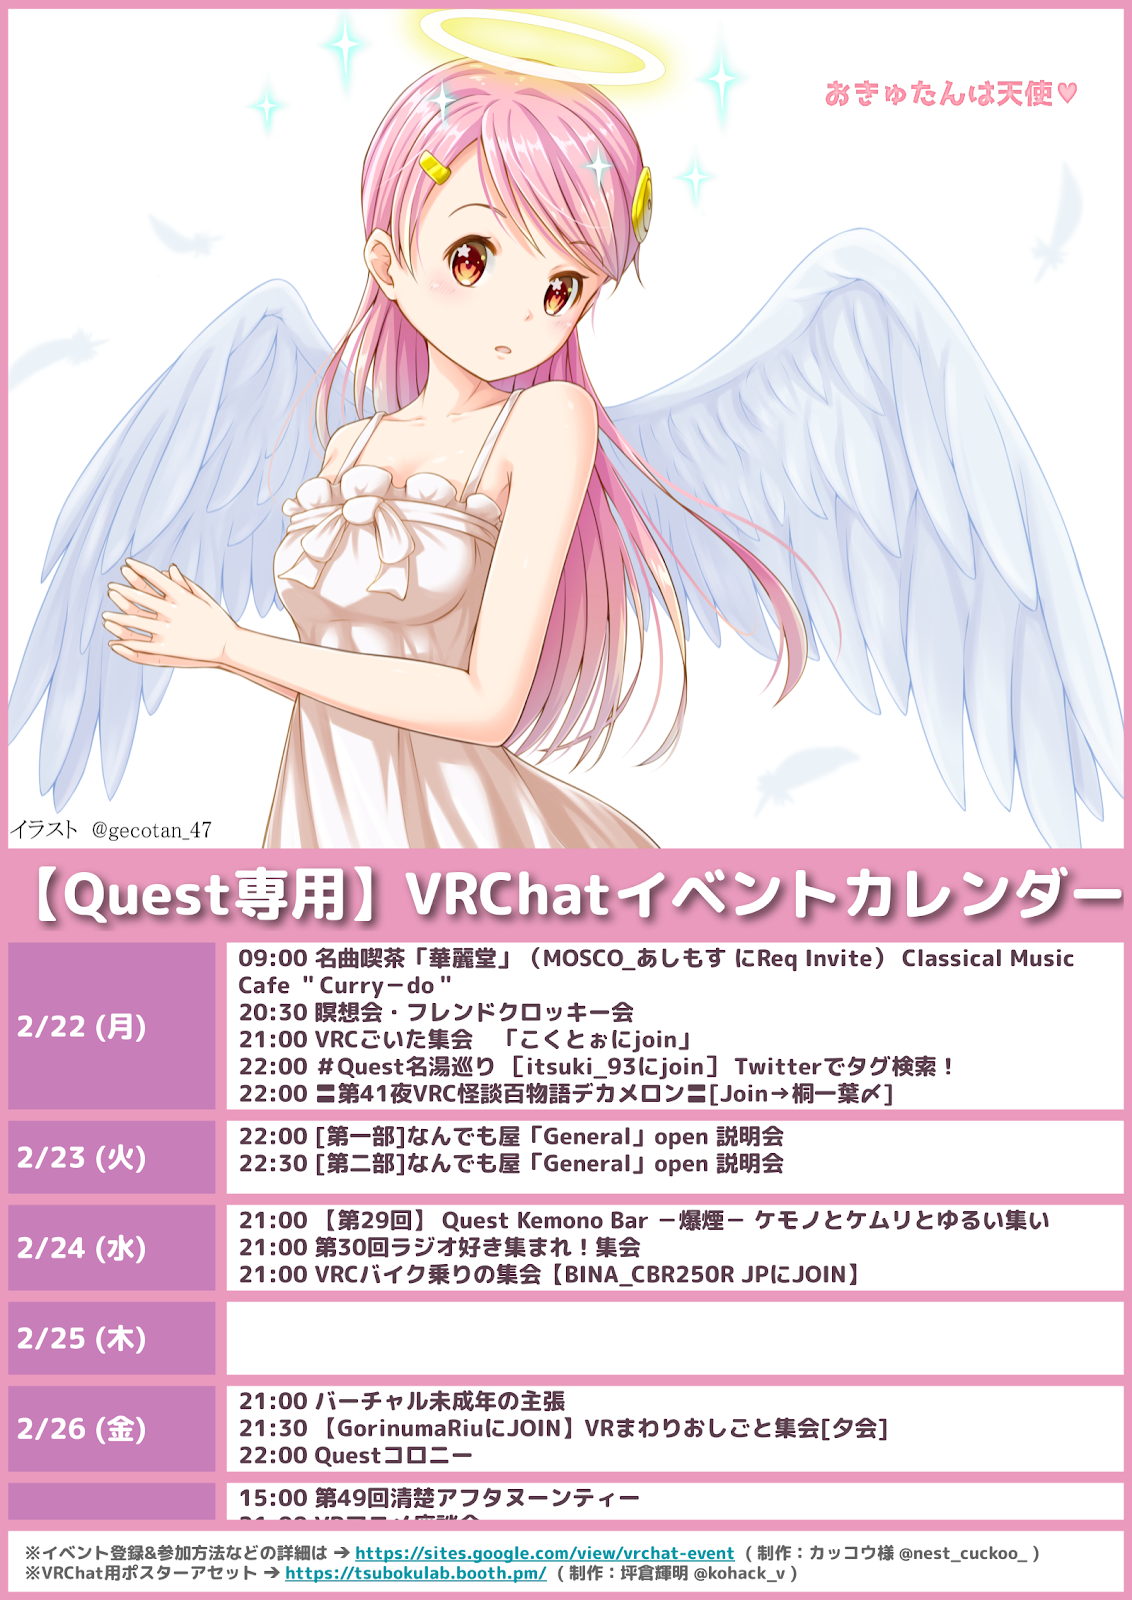 おきゅたんは天使♡
イラスト @gecotan_47
【Quest専用】VRChatイベントカレンダー
2/22 (月)
09:00 名曲喫茶「華麗堂」（MOSCO_あしもす にReq Invite） Classical Music
Cafe ＂Curry－do＂
20:30 瞑想会・フレンドクロッキー会
21:00 VRCごいた集会　「こくとぉにjoin」
22:00 ＃Quest名湯巡り ［itsuki_93にjoin］ Twitterでタグ検索！
22:00 〓第41夜VRC怪談百物語デカメロン〓[Join→桐一葉〆]
2/23 (火)
22:00 [第一部]なんでも屋「General」open 説明会
22:30 [第二部]なんでも屋「General」open 説明会
2/24 (水)
21:00 【第29回】 Quest Kemono Bar －爆煙－ ケモノとケムリとゆるい集い
21:00 第30回ラジオ好き集まれ！集会
21:00 VRCバイク乗りの集会【BINA_CBR250R JPにJOIN】
2/25 (木)
2/26 (金)
21:00 バーチャル未成年の主張
21:30 【GorinumaRiuにJOIN】VRまわりおしごと集会[夕会]
22:00 Questコロニー
15:00 第49回清楚アフタヌーンティー
※イベント登録&参加方法などの詳細は ➔ https://sites.google.com/view/vrchat-event （ 制作：カッコウ様 @nest_cuckoo_ ）
※VRChat用ポスターアセット ➔ https://tsubokulab.booth.pm/ （ 制作：坪倉輝明 @kohack_v ）